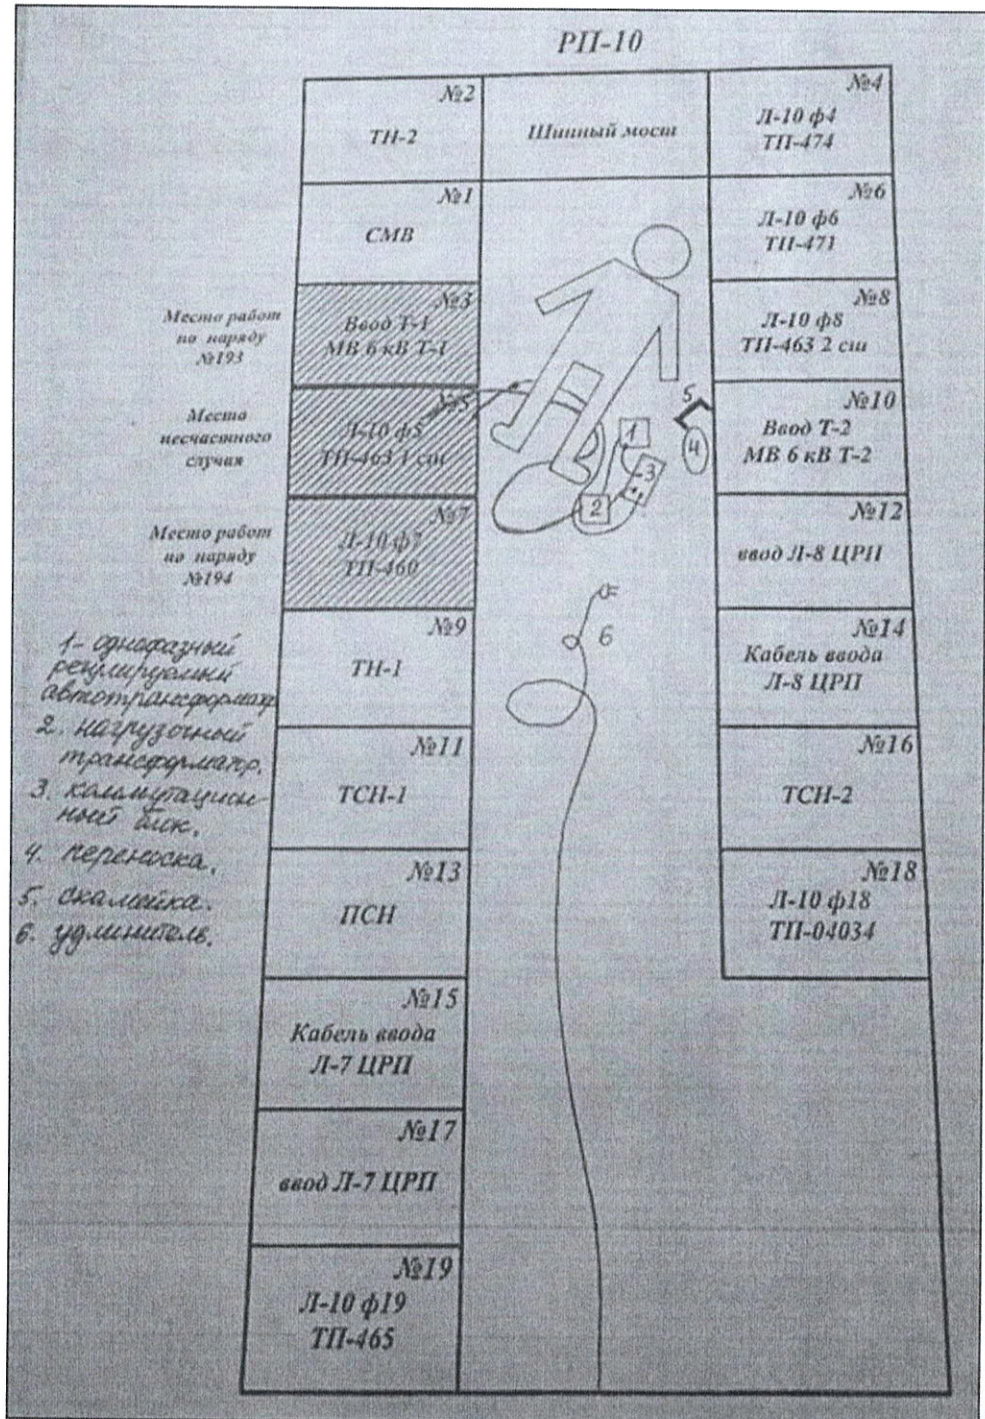 РП-10
№2
ТН-2
Шинный мост
№4
Л-10 ф4
ТП-474
№1
СМВ
№6
Л-10 ф6
ТП-471
Место работ
по наряду
№193
№3
Ввод Т-1
МВ 6 кВ Т-1
№8
Л-10 ф8
ТП-463 2 сш
Место
несчастного
случая
№5
Л-10 ф5
ТП-463 1 сш
5
4
№10
Ввод Т-2
МВ 6 кВ Т-2
1
3
2
Место работ
по наряду
№194
№7
Л-10 ф7
ТП-460
№12
ввод Л-8 ЦРП
6
№9
ТН-1
№14
Кабель ввода
Л-8 ЦРП
№11
ТСН-1
№16
ТСН-2
№13
ПСН
№18
Л-10 ф18
ТП-04034
№15
Кабель ввода
Л-7 ЦРП
№17
ввод Л-7 ЦРП
№19
Л-10 ф19
ТП-465
1- однофазный
регулируемый
автотрансформатор
2. нагрузочный
трансформатор.
3. коммутацион-
ный блок.
4. переноска.
5. скамейка.
6. удлинитель.